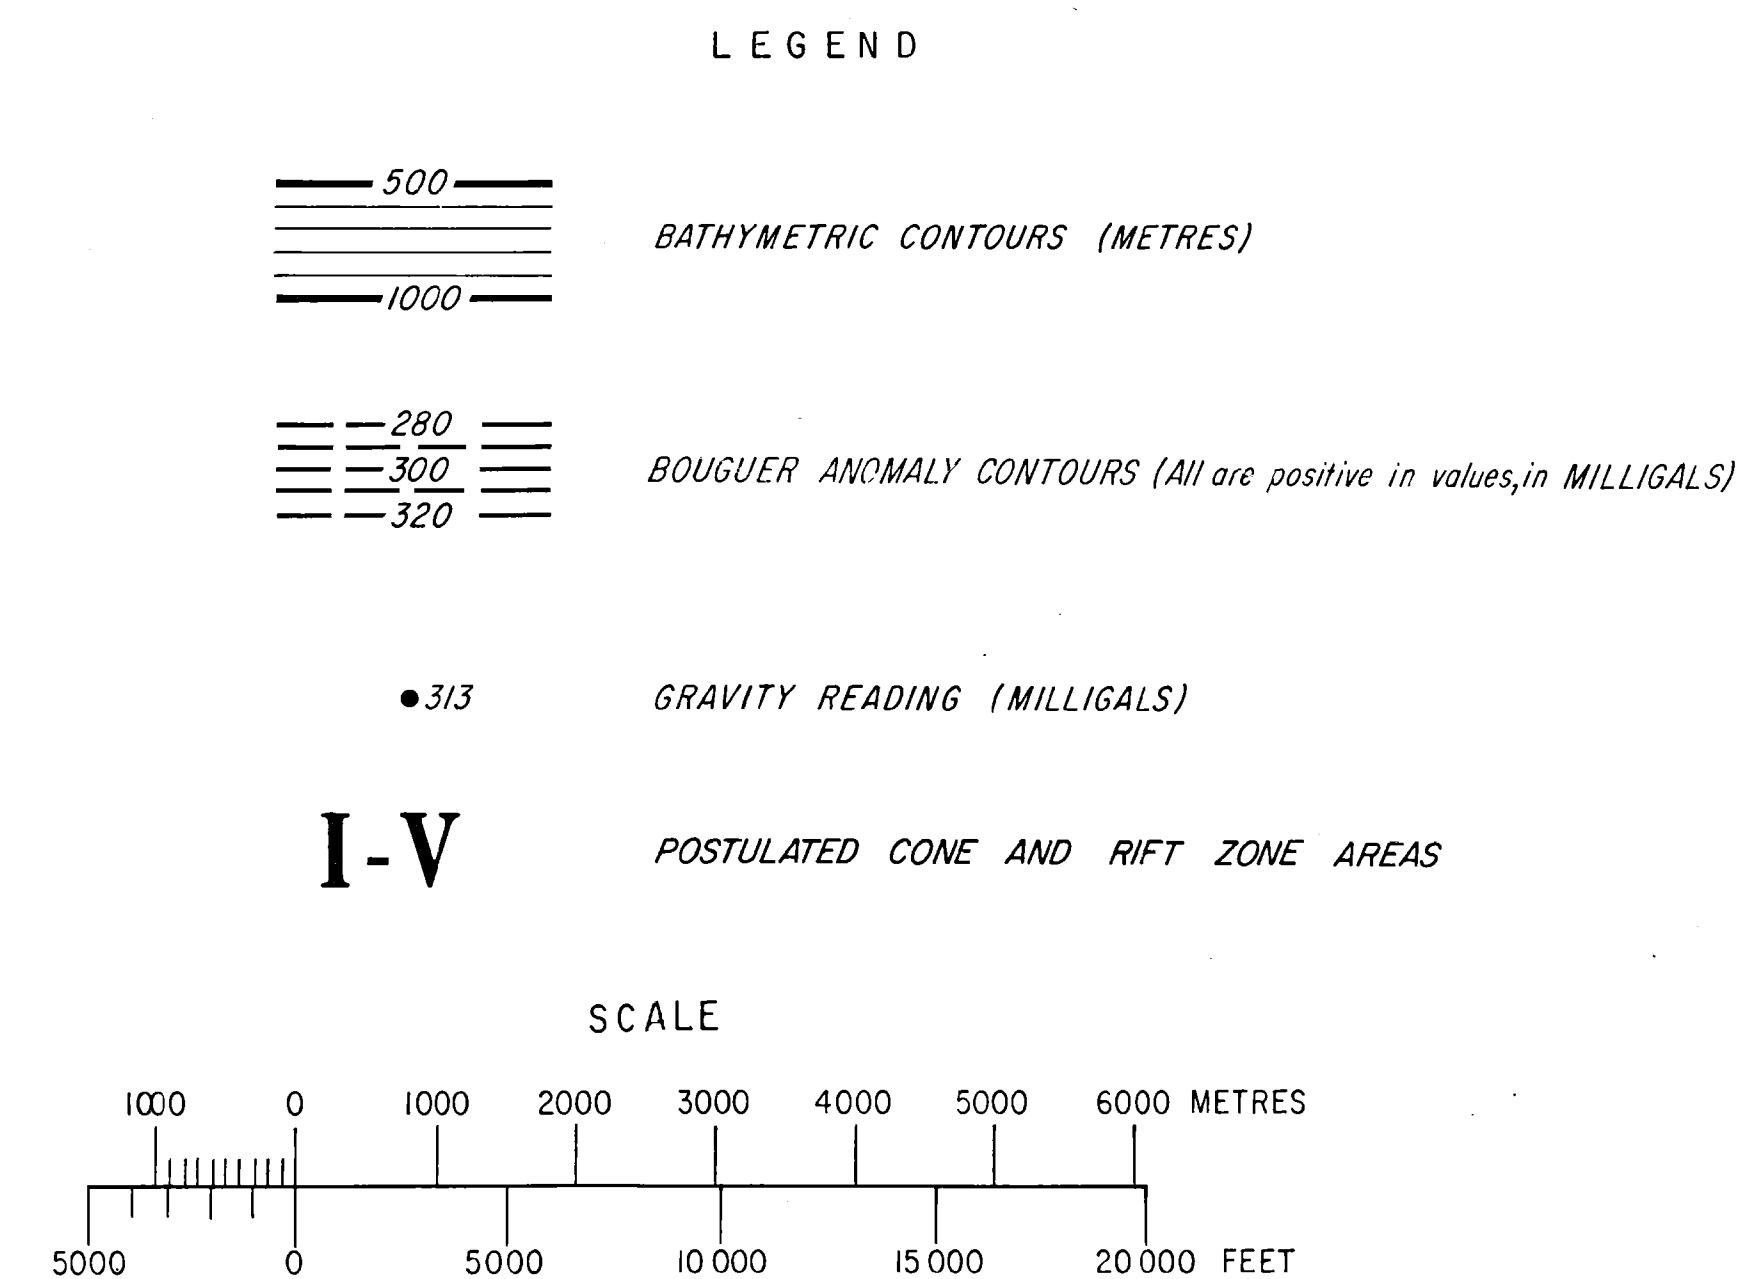 LEGEND
500
BATHYMETRIC CONTOURS (METRES)
1000
280
300
BOUGUER ANOMALY CONTOURS (All are positive in values, in MILLIGALS)
320
313
GRAVITY READING (MILLIGALS)
I-V
POSTULATED CONE AND RIFT ZONE AREAS
SCALE
1000 0 1000 2000 3000 4000 5000 6000 METRES
5000 0 5000 10 000 15 000 20 000 FEET